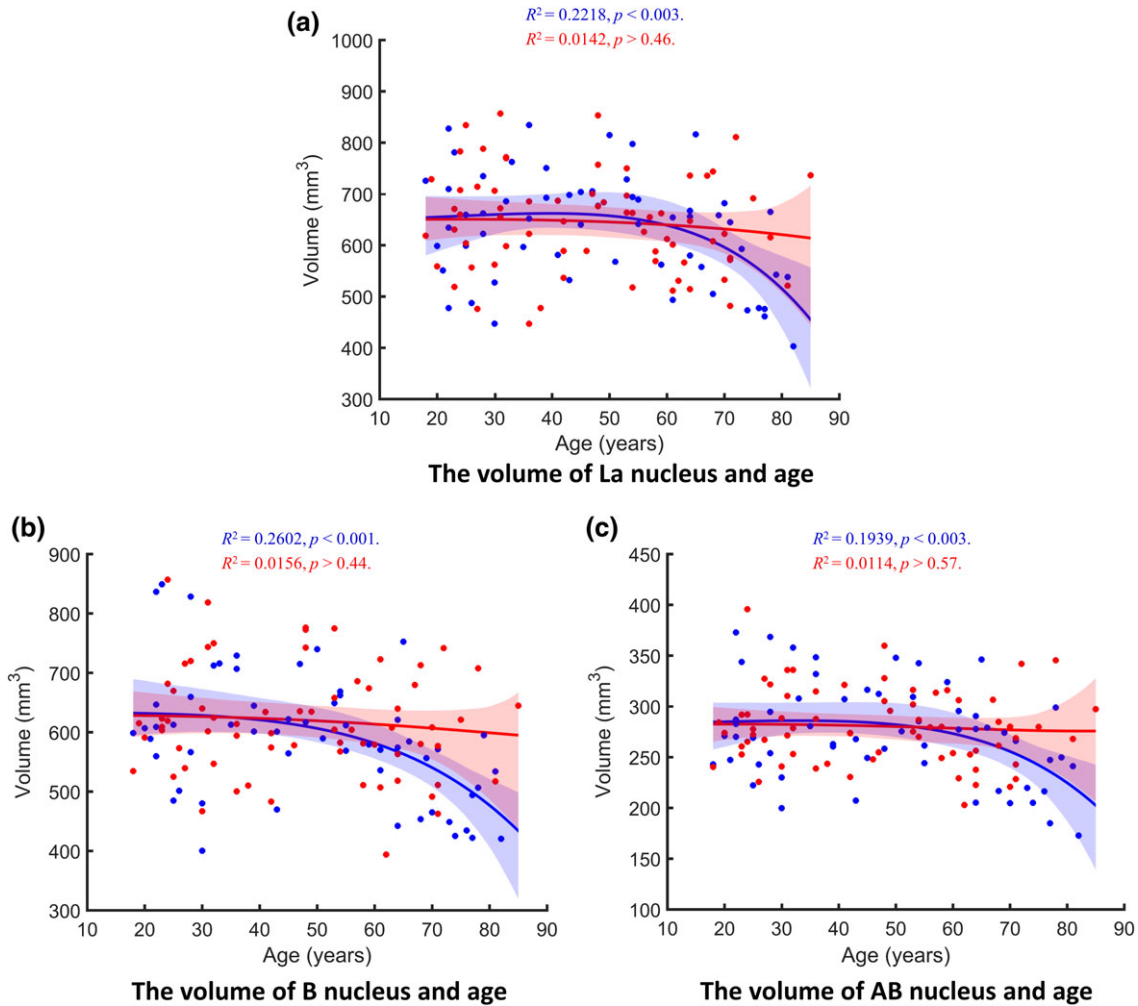 (a)
R² = 0.2218, p < 0.003.
R² = 0.0142, p > 0.46.
1000
900
800
700
600
500
400
300
Volume (mm³)
10 20 30 40 50 60 70 80 90
Age (years)
The volume of La nucleus and age
(b)
R² = 0.2602, p < 0.001.
R² = 0.0156, p > 0.44.
900
800
700
600
500
400
300
Volume (mm³)
10 20 30 40 50 60 70 80 90
Age (years)
The volume of B nucleus and age
(c)
R² = 0.1939, p < 0.003.
R² = 0.0114, p > 0.57.
450
400
350
300
250
200
150
100
Volume (mm³)
10 20 30 40 50 60 70 80 90
Age (years)
The volume of AB nucleus and age